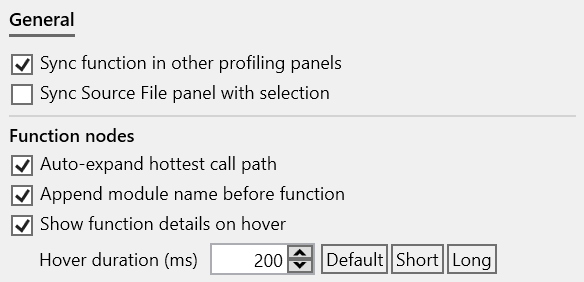 General
Sync function in other profiling panels
Sync Source File panel with selection
Function nodes
Auto-expand hottest call path
Append module name before function
Show function details on hover
Hover duration (ms) 200 Default Short Long